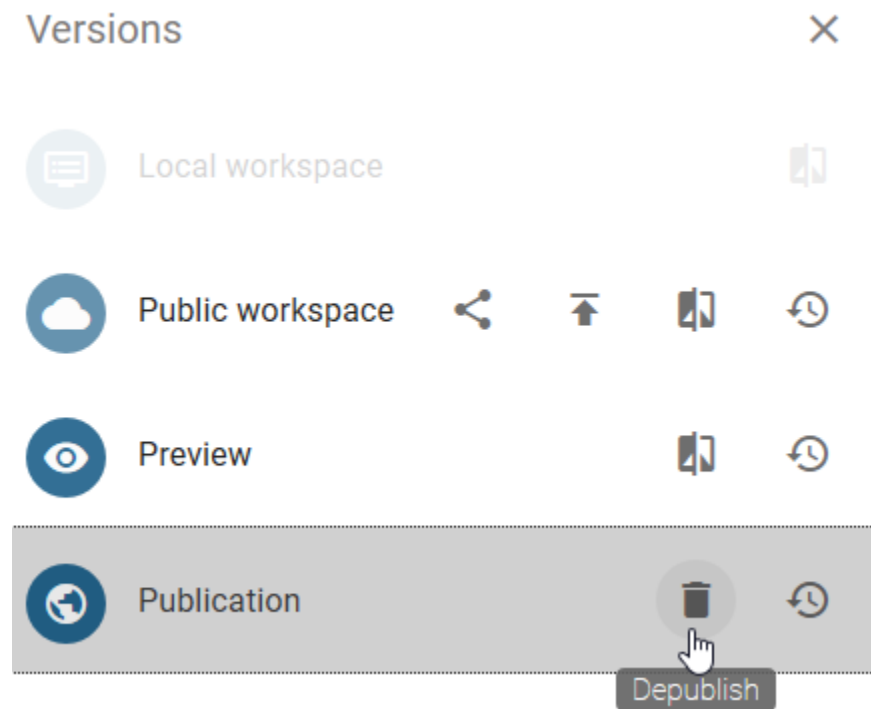 Versions
Local workspace
Public workspace
Preview
Publication
Depublish